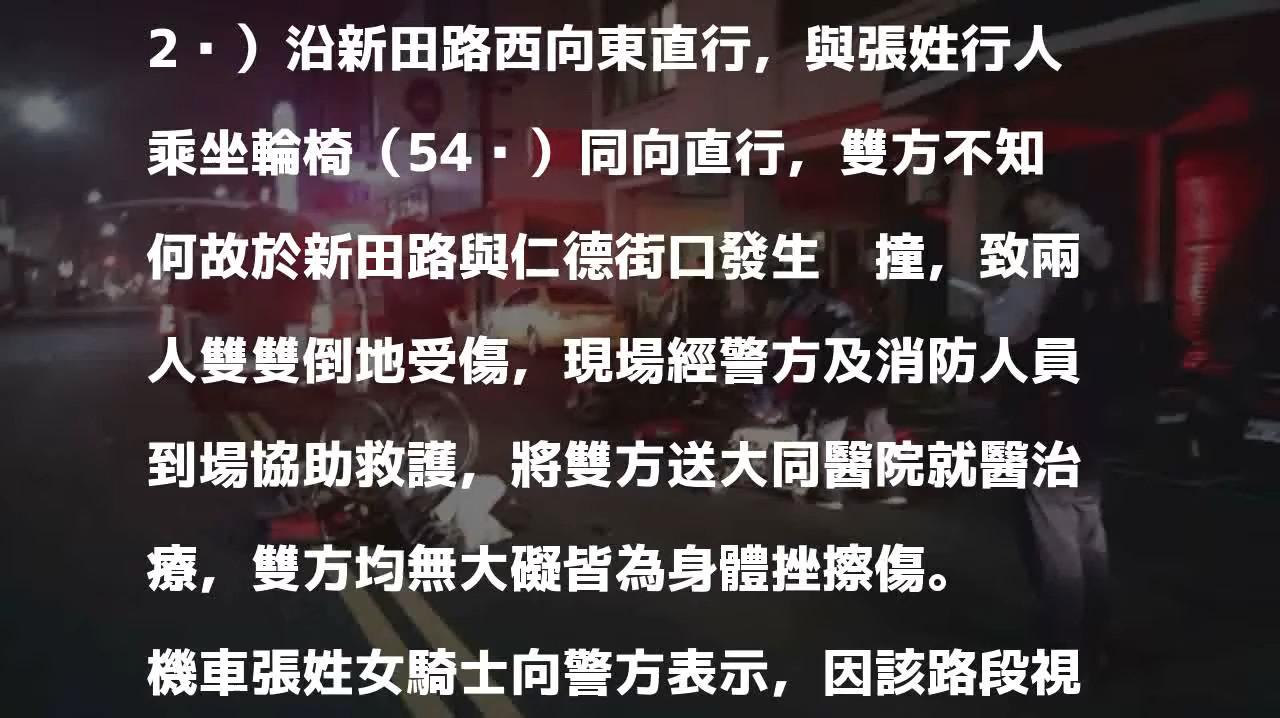 2▪）沿新田路西向東直行，與張姓行人
乘坐輪椅（54▪）同向直行，雙方不知
何故於新田路與仁德街口發生　撞，致兩
人雙雙倒地受傷，現場經警方及消防人員
到場協助救護，將雙方送大同醫院就醫治
療，雙方均無大礙皆為身體挫擦傷。
機車張姓女騎士向警方表示，因該路段視